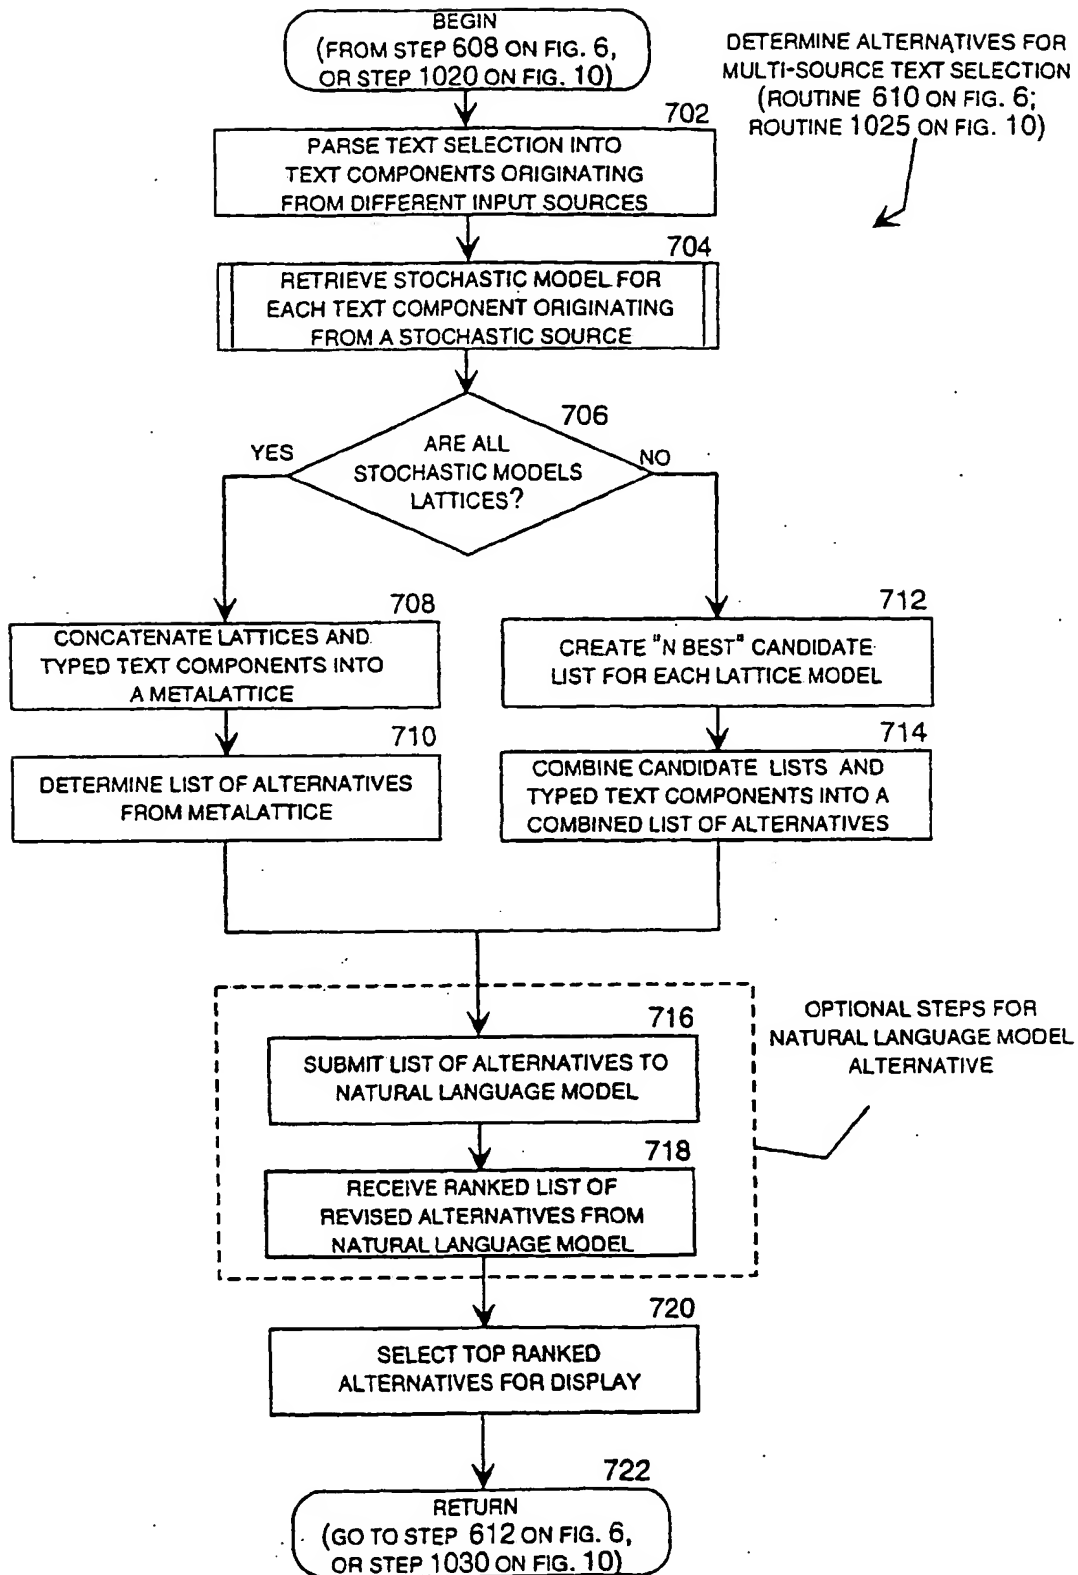 BEGIN
(FROM STEP 608 ON FIG. 6,
OR STEP 1020 ON FIG. 10)
DETERMINE ALTERNATIVES FOR
MULTI-SOURCE TEXT SELECTION
(ROUTINE 610 ON FIG. 6;
ROUTINE 1025 ON FIG. 10)
702
PARSE TEXT SELECTION INTO
TEXT COMPONENTS ORIGINATING
FROM DIFFERENT INPUT SOURCES
704
RETRIEVE STOCHASTIC MODEL FOR
EACH TEXT COMPONENT ORIGINATING
FROM A STOCHASTIC SOURCE
706
YES
ARE ALL
STOCHASTIC MODELS
LATTICES?
NO
708
CONCATENATE LATTICES AND
TYPED TEXT COMPONENTS INTO
A METALATTICE
710
DETERMINE LIST OF ALTERNATIVES
FROM METALATTICE
712
CREATE "N BEST" CANDIDATE
LIST FOR EACH LATTICE MODEL
714
COMBINE CANDIDATE LISTS AND
TYPED TEXT COMPONENTS INTO A
COMBINED LIST OF ALTERNATIVES
OPTIONAL STEPS FOR
NATURAL LANGUAGE MODEL
ALTERNATIVE
716
SUBMIT LIST OF ALTERNATIVES TO
NATURAL LANGUAGE MODEL
718
RECEIVE RANKED LIST OF
REVISED ALTERNATIVES FROM
NATURAL LANGUAGE MODEL
720
SELECT TOP RANKED
ALTERNATIVES FOR DISPLAY
722
RETURN
(GO TO STEP 612 ON FIG. 6,
OR STEP 1030 ON FIG. 10)